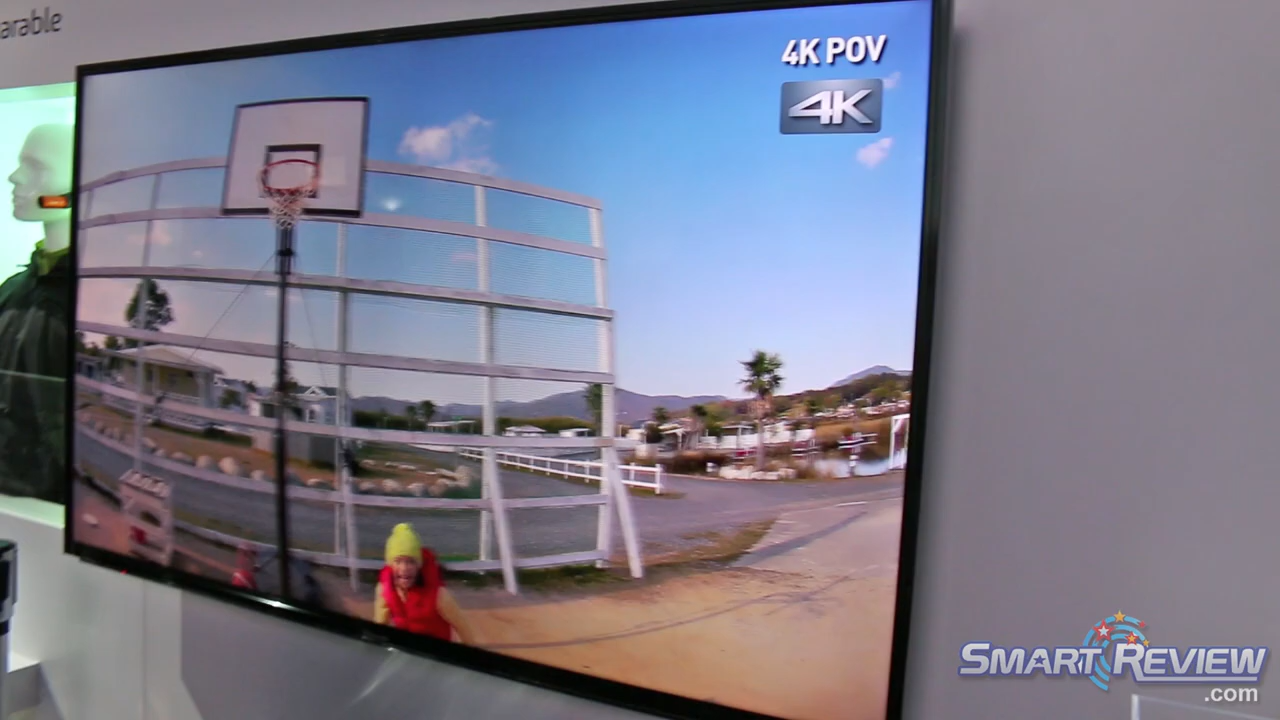 arable
4K POV
4K
SMARTREVIEW
.com